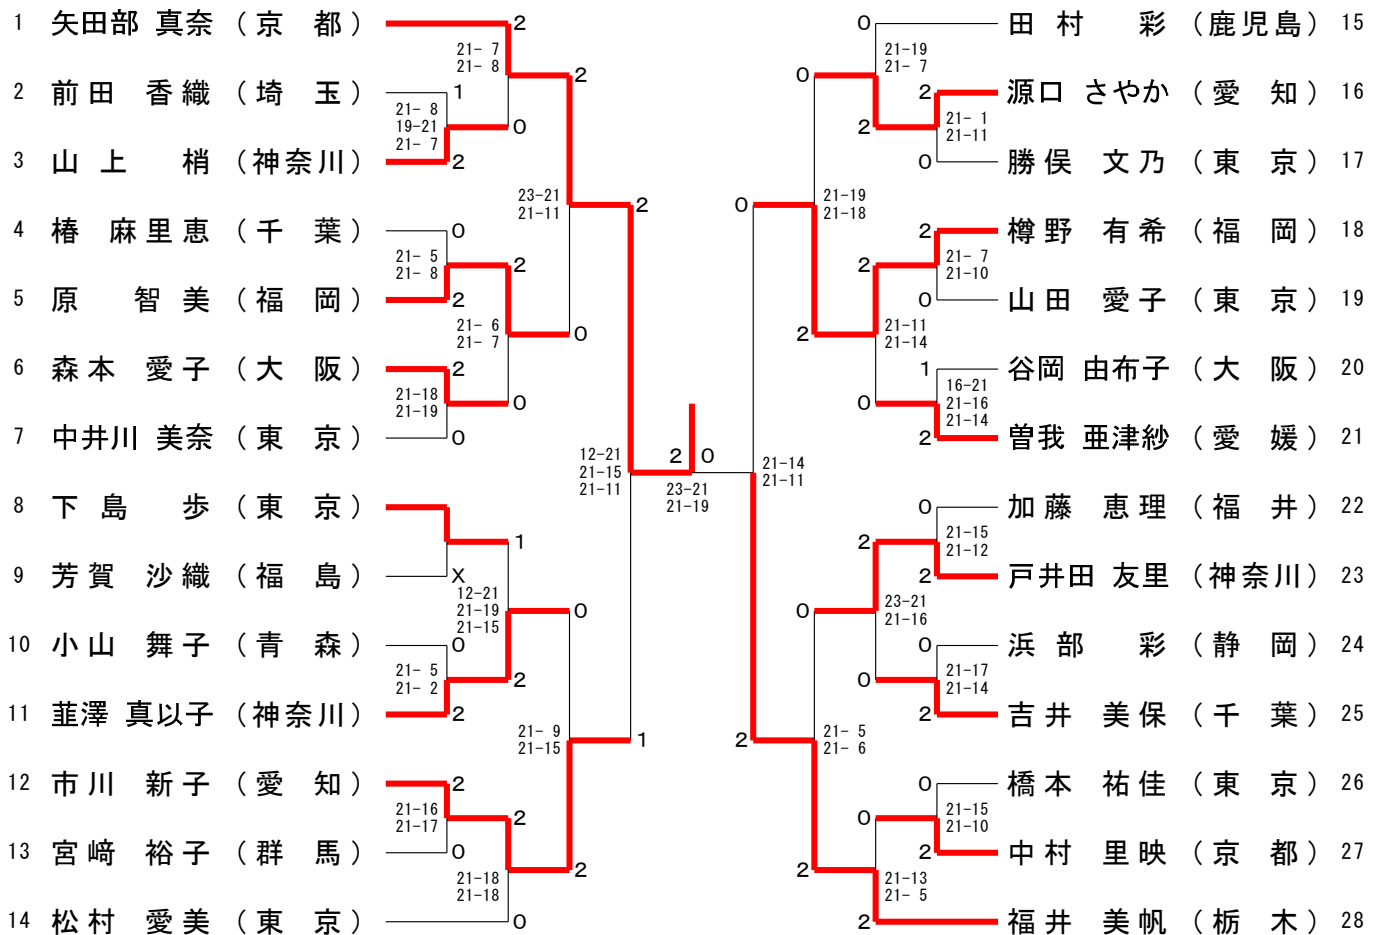 1 矢田部 真奈 (京 都) 2
21- 7
21- 8
2
2 前田 香織 (埼 玉) 1
21- 8
19-21
21- 7
0
3 山上 梢 (神奈川) 2
23-21
21-11
2
4 椿 麻里恵 (千 葉) 0
21- 5
21- 8
2
5 原 智美 (福 岡) 2
21- 6
21- 7
0
6 森本 愛子 (大 阪) 2
21-18
21-19
0
7 中井川 美奈 (東 京) 0
12-21
21-15
21-11
8 下島 歩 (東 京)
1
9 芳賀 沙織 (福 島) X
12-21
21-19
21-15
0
10 小山 舞子 (青 森) 0
21- 5
21- 2
2
11 韮澤 真以子 (神奈川) 2
21- 9
21-15
1
12 市川 新子 (愛 知) 2
21-16
21-17
2
13 宮﨑 裕子 (群 馬) 0
21-18
21-18
2
14 松村 愛美 (東 京) 0
2 0
23-21
21-19
0 田村 彩 (鹿児島) 15
21-19
21- 7
0
2 源口 さやか (愛 知) 16
21- 1
21-11
2
0 勝俣 文乃 (東 京) 17
21-19
21-18
0
2 樽野 有希 (福 岡) 18
21- 7
21-10
2
0 山田 愛子 (東 京) 19
21-11
21-14
2
1 谷岡 由布子 (大 阪) 20
16-21
21-16
21-14
0
2 曽我 亜津紗 (愛 媛) 21
21-14
21-11
0 加藤 恵理 (福 井) 22
21-15
21-12
2
2 戸井田 友里 (神奈川) 23
23-21
21-16
0
0 浜部 彩 (静 岡) 24
21-17
21-14
0
2 吉井 美保 (千 葉) 25
21- 5
21- 6
2
0 橋本 祐佳 (東 京) 26
21-15
21-10
0
2 中村 里映 (京 都) 27
21-13
21- 5
2
2 福井 美帆 (栃 木) 28